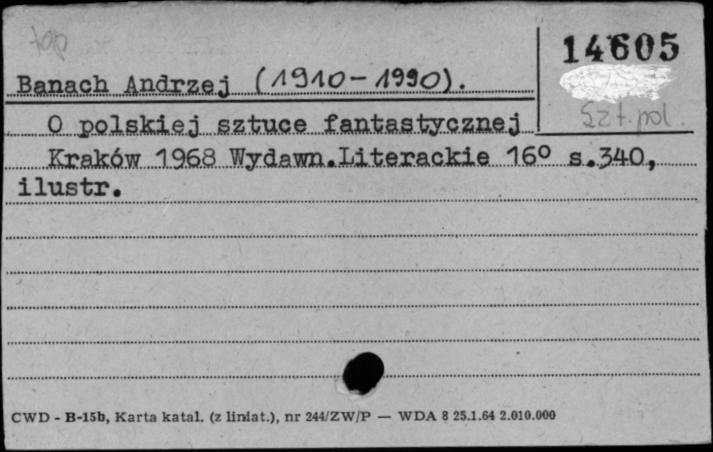 top
14605
Banach Andrzej (1910-1990).
Szt. pol.
O polskiej sztuce fantastycznej
Kraków 1968 Wydawn.Literackie 16° s.340,
ilustr.
CWD - B-15b, Karta katal. (z liniat.), nr 244/ZW/P — WDA 8 25.1.64 2.010.000